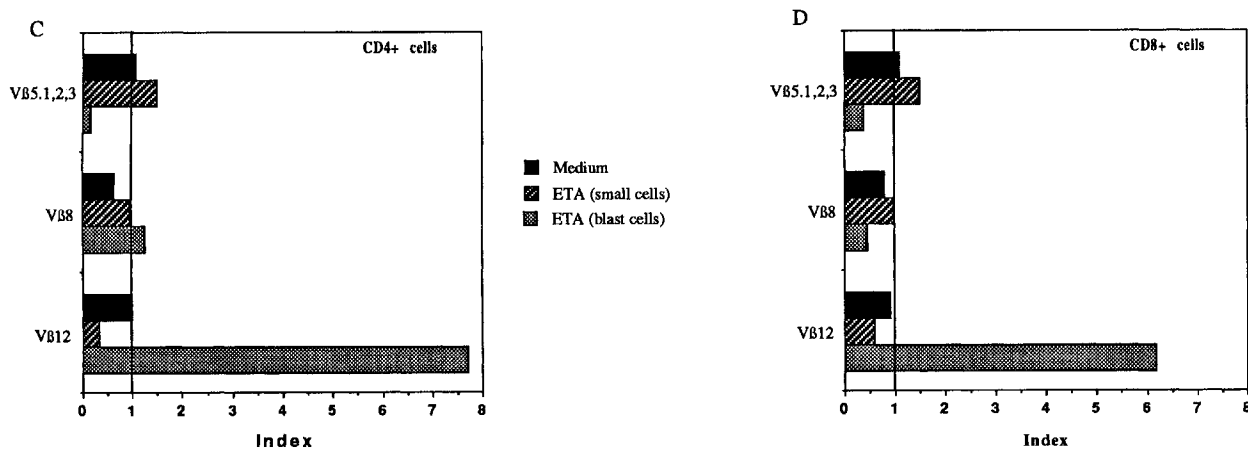 C
CD4+ cells
Vß5.1,2,3
Vß8
Vß12
0 1 2 3 4 5 6 7 8
Index
Medium
ETA (small cells)
ETA (blast cells)
D
CD8+ cells
Vß5.1,2,3
Vß8
Vß12
0 1 2 3 4 5 6 7 8
Index